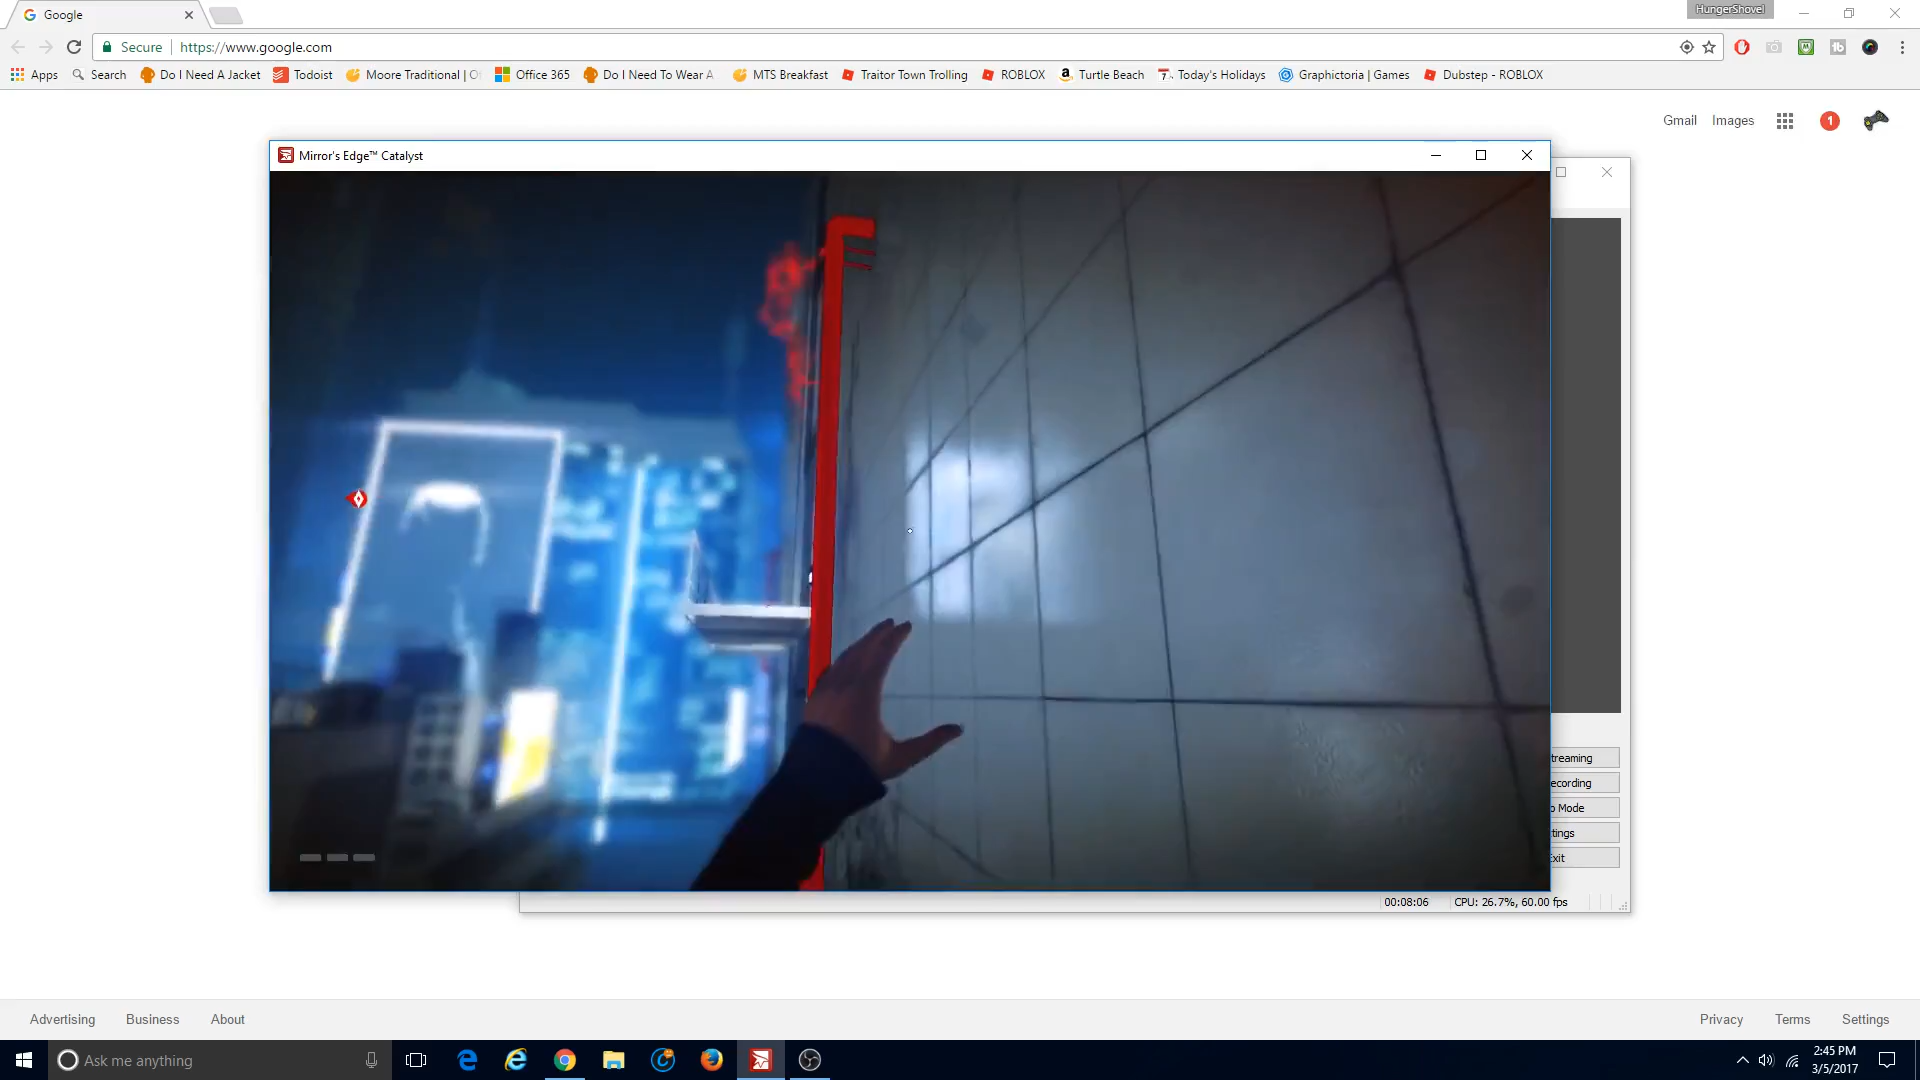 Google
HungerShovel
Secure
https://www.google.com
Apps
Search
Do I Need A Jacket
Todoist
Moore Traditional | O
Office 365
Do I Need To Wear A
MTS Breakfast
Traitor Town Trolling
ROBLOX
Turtle Beach
Today's Holidays
Graphictoria | Games
Dubstep - ROBLOX
Gmail
Images
1
Mirror's Edge™ Catalyst
treaming
ecording
o Mode
ttings
Exit
00:08:06
CPU: 26.7%, 60.00 fps
Advertising
Business
About
Privacy
Terms
Settings
Ask me anything
2:45 PM
3/5/2017